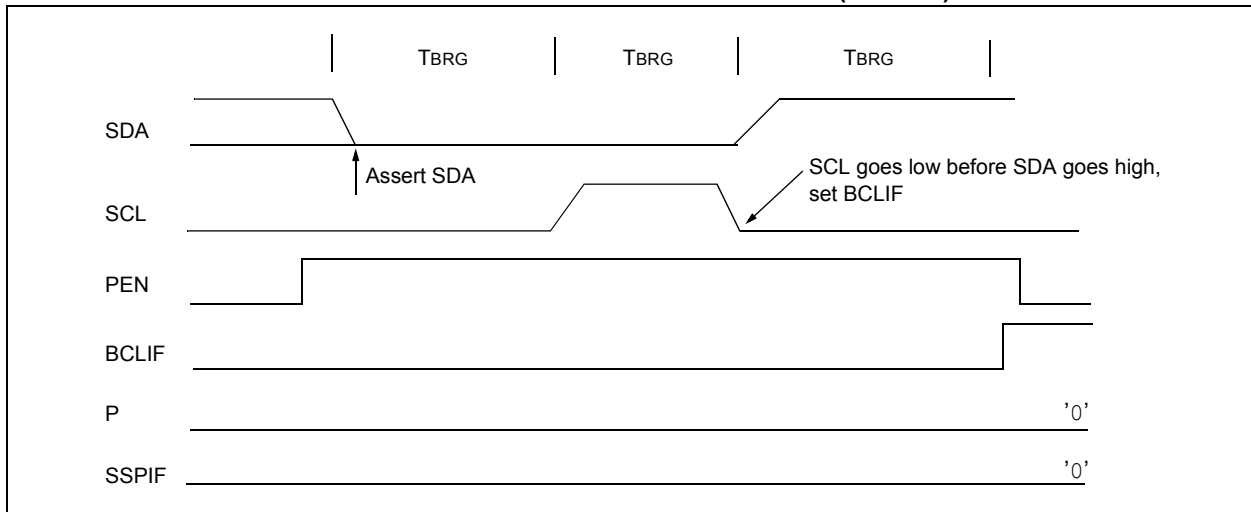 TBRG TBRG TBRG
SDA
Assert SDA
SCL goes low before SDA goes high,
set BCLIF
SCL
PEN
BCLIF
P '0'
SSPIF '0'